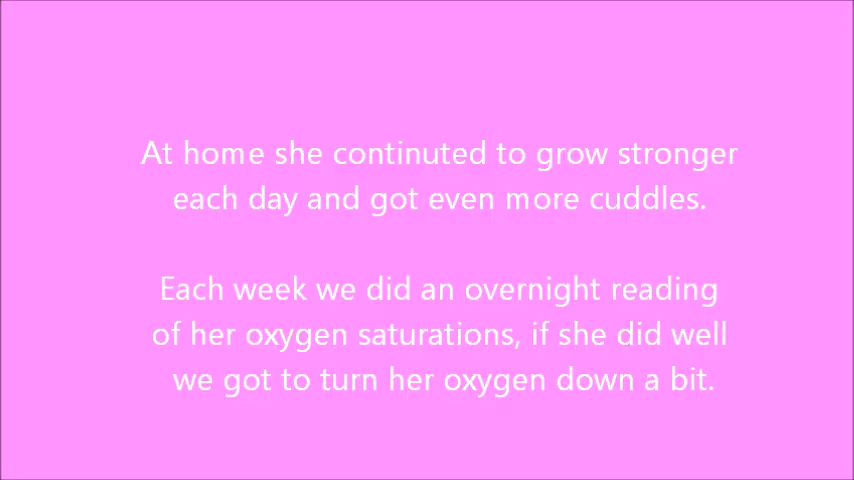 At home she continuted to grow stronger
each day and got even more cuddles.
Each week we did an overnight reading
of her oxygen saturations, if she did well
we got to turn her oxygen down a bit.